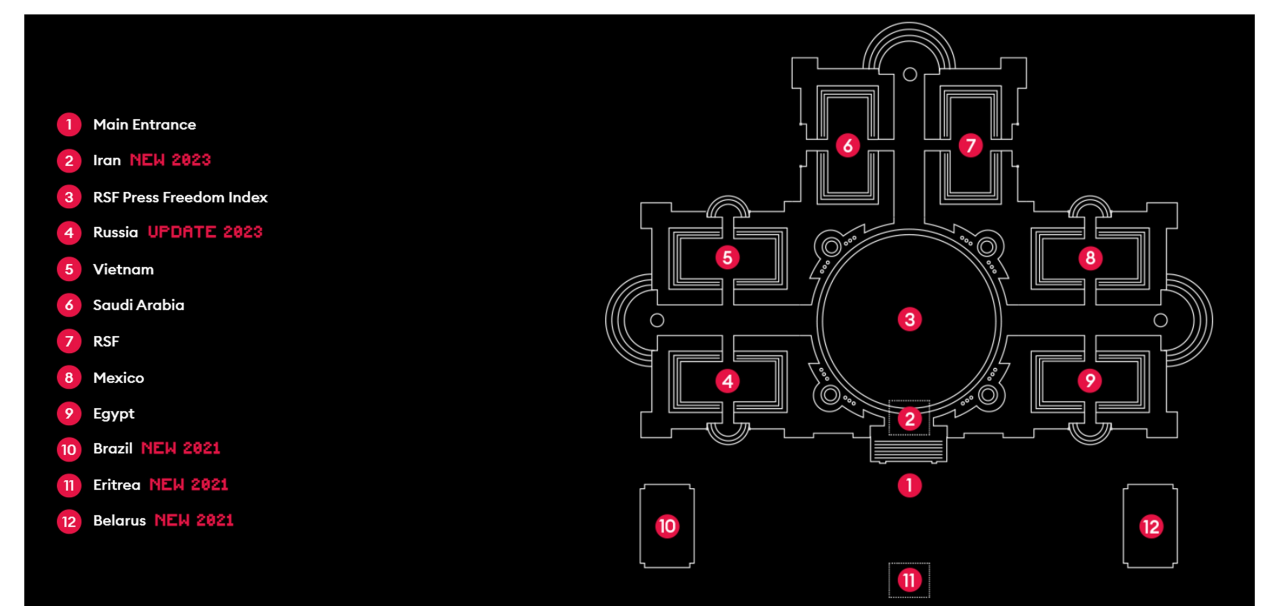 1 Main Entrance
2 Iran NEW 2023
3 RSF Press Freedom Index
4 Russia UPDATE 2023
5 Vietnam
6 Saudi Arabia
7 RSF
8 Mexico
9 Egypt
10 Brazil NEW 2021
11 Eritrea NEW 2021
12 Belarus NEW 2021
6 7
5 8
3
4 9
2
1
10 12
11